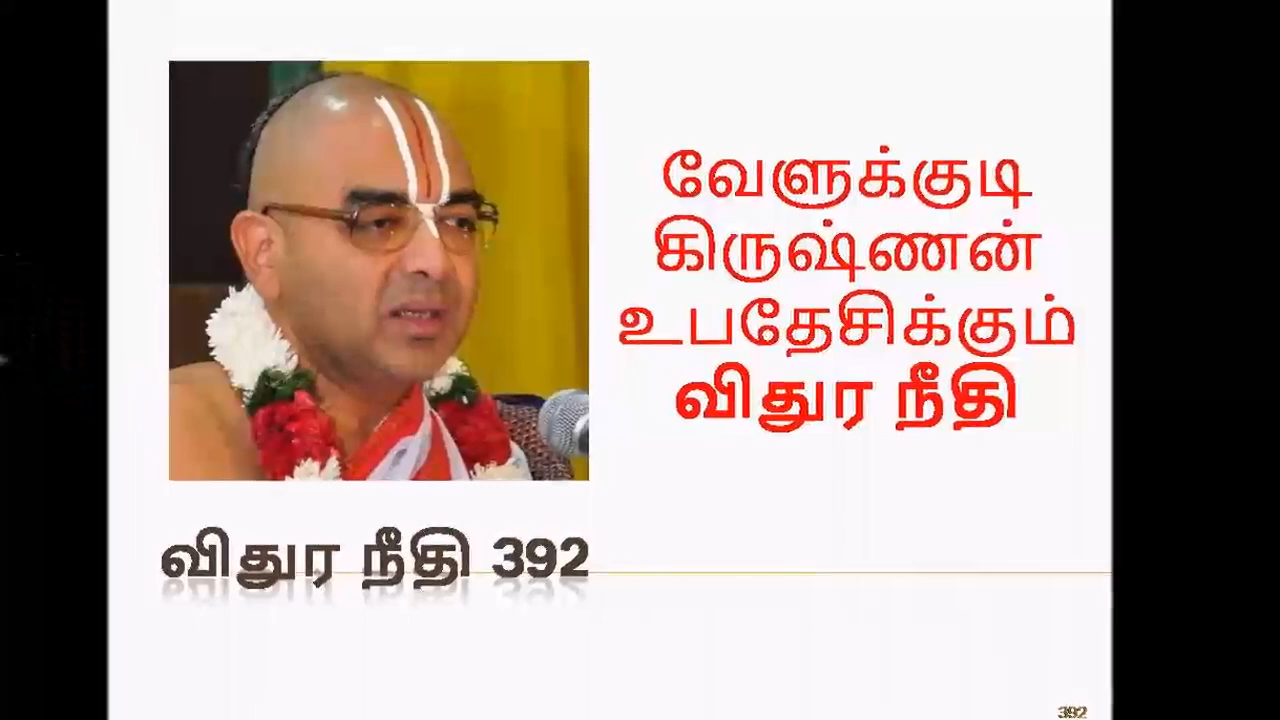 வேளுக்குடி
கிருஷ்ணன்
உபதேசிக்கும்
விதுர நீதி
விதுர நீதி 392
392